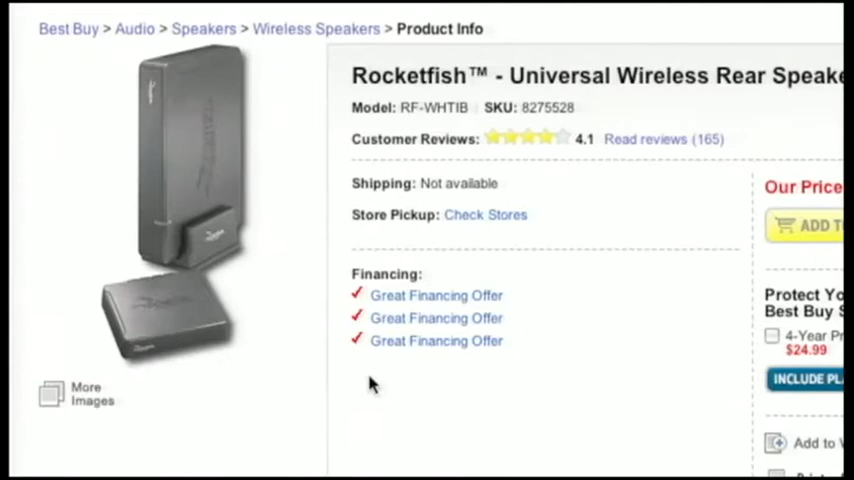 Best Buy > Audio > Speakers > Wireless Speakers > Product Info
Rocketfish™ - Universal Wireless Rear Speake
Model: RF-WHTIB | SKU: 8275528
Customer Reviews: 4.1 Read reviews (165)
Shipping: Not available
Store Pickup: Check Stores
Financing:
Great Financing Offer
Great Financing Offer
Great Financing Offer
More
Images
Our Price
ADD T
Protect Yo
Best Buy S
4-Year Pr
$24.99
INCLUDE PL
Add to